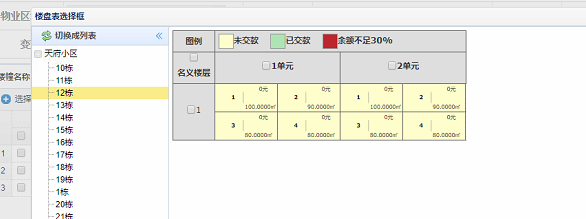 物业区
楼盘表选择框
变
切换成列表
天府小区
10栋
11栋
12栋
13栋
14栋
15栋
16栋
17栋
18栋
19栋
1栋
20栋
21栋
楼幢名称
选择
1
2
3
图例 未交款 已交款 余额不足30%
名义楼层 1单元 2单元
1
1 0元 100.0000㎡ 2 0元 90.0000㎡ 1 0元 100.0000㎡ 2 0元 90.0000㎡
3 0元 80.0000㎡ 4 0元 80.0000㎡ 3 0元 80.0000㎡ 4 0元 80.0000㎡